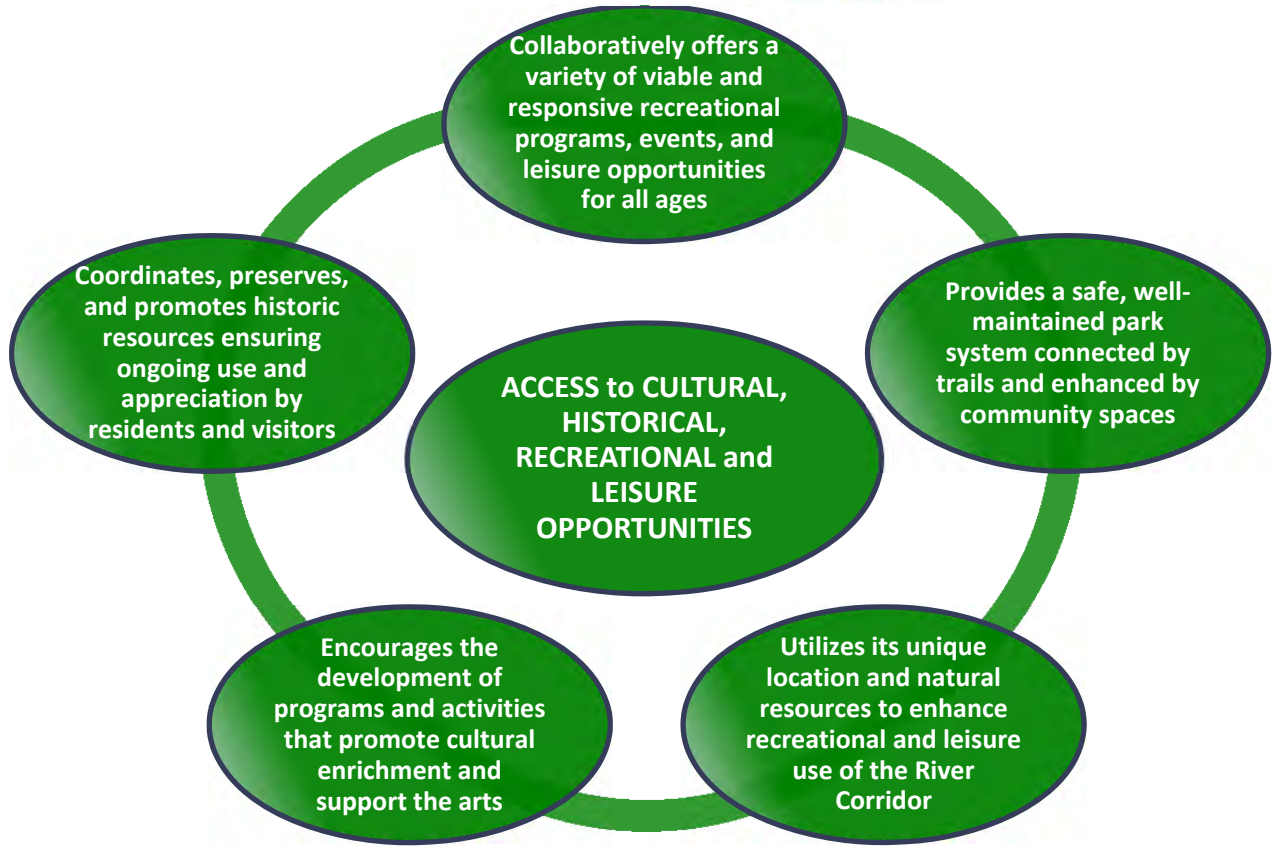 Collaboratively offers a
variety of viable and
responsive recreational
programs, events, and
leisure opportunities
for all ages
Coordinates, preserves,
and promotes historic
resources ensuring
ongoing use and
appreciation by
residents and visitors
Provides a safe, well-
maintained park
system connected by
trails and enhanced by
community spaces
ACCESS to CULTURAL,
HISTORICAL,
RECREATIONAL and
LEISURE
OPPORTUNITIES
Encourages the
development of
programs and activities
that promote cultural
enrichment and
support the arts
Utilizes its unique
location and natural
resources to enhance
recreational and leisure
use of the River
Corridor